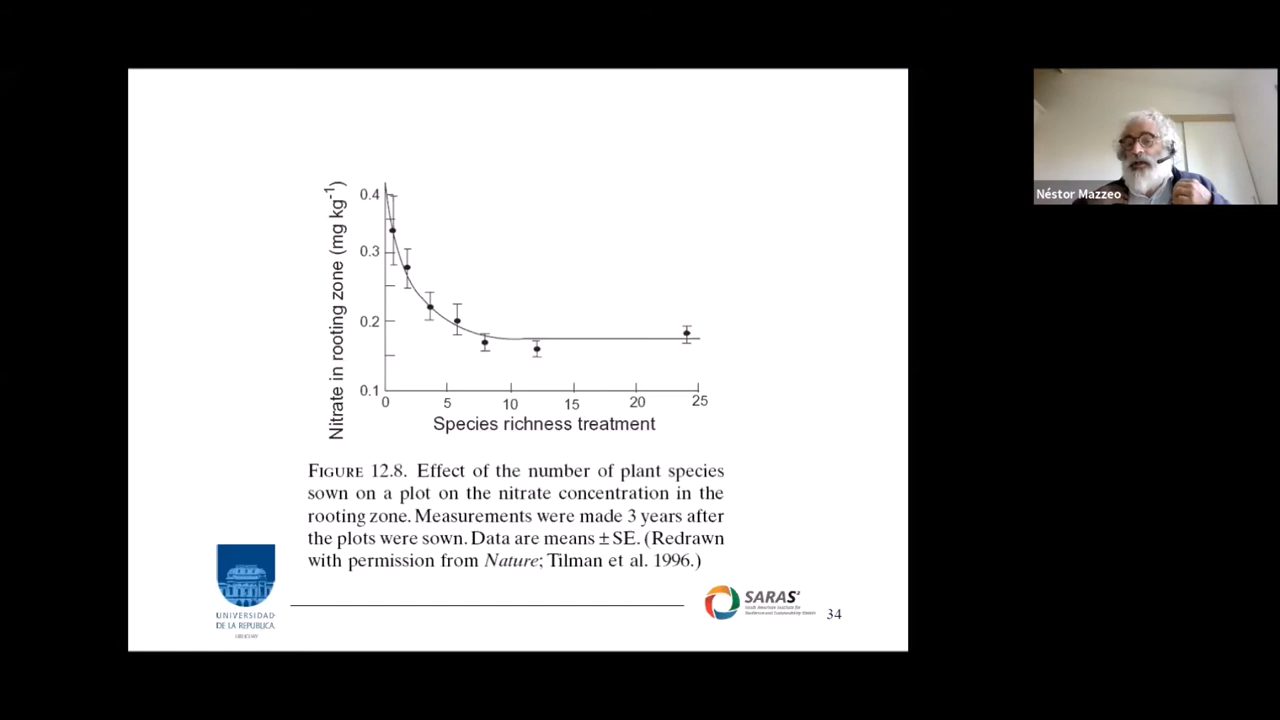 Nitrate in rooting zone (mg kg-1)
0.4
0.3
0.2
0.1
0 5 10 15 20 25
Species richness treatment
FIGURE 12.8. Effect of the number of plant species
sown on a plot on the nitrate concentration in the
rooting zone. Measurements were made 3 years after
the plots were sown. Data are means ± SE. (Redrawn
with permission from Nature; Tilman et al. 1996.)
UNIVERSIDAD
DE LA REPUBLICA
URUGUAY
SARAS²
South American Institute for
Resilience and Sustainability Studies
34
Néstor Mazzeo